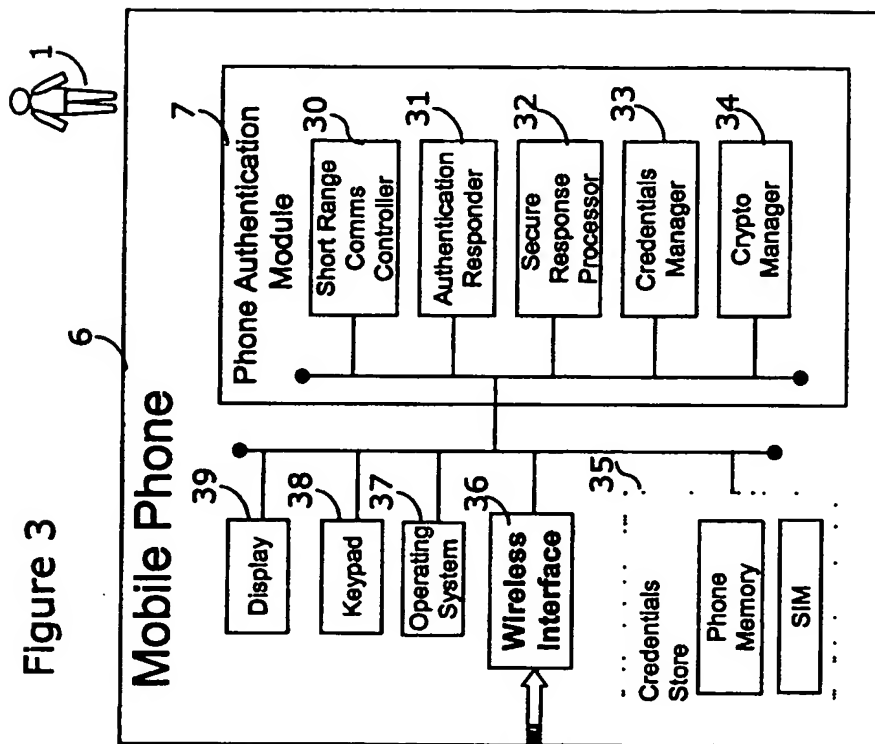 Figure 3
Mobile Phone
6
1
7
Phone Authentication
Module
39
Display
38
Keypad
37
Operating
System
36
Wireless
Interface
35
Credentials
Store
Phone
Memory
SIM
30
Short Range
Comms
Controller
31
Authentication
Responder
32
Secure
Response
Processor
33
Credentials
Manager
34
Crypto
Manager